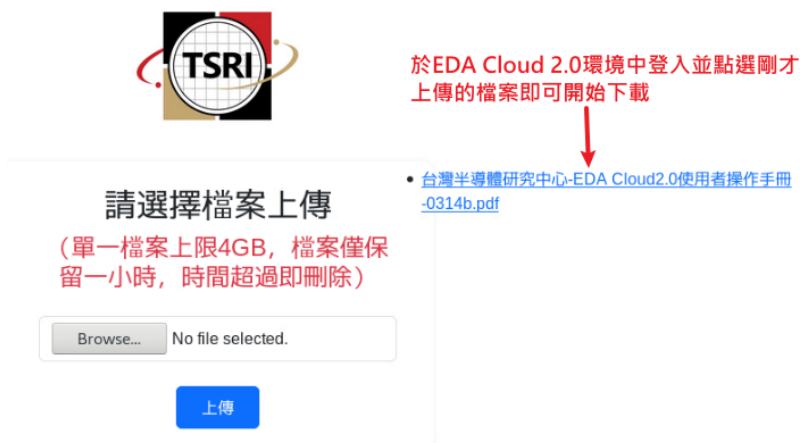 TSRI
於EDA Cloud 2.0環境中登入並點選剛才
上傳的檔案即可開始下載
請選擇檔案上傳
（單一檔案上限4GB，檔案僅保
留一小時，時間超過即刪除）
Browse... No file selected.
上傳
台灣半導體研究中心-EDA Cloud2.0使用者操作手冊
-0314b.pdf